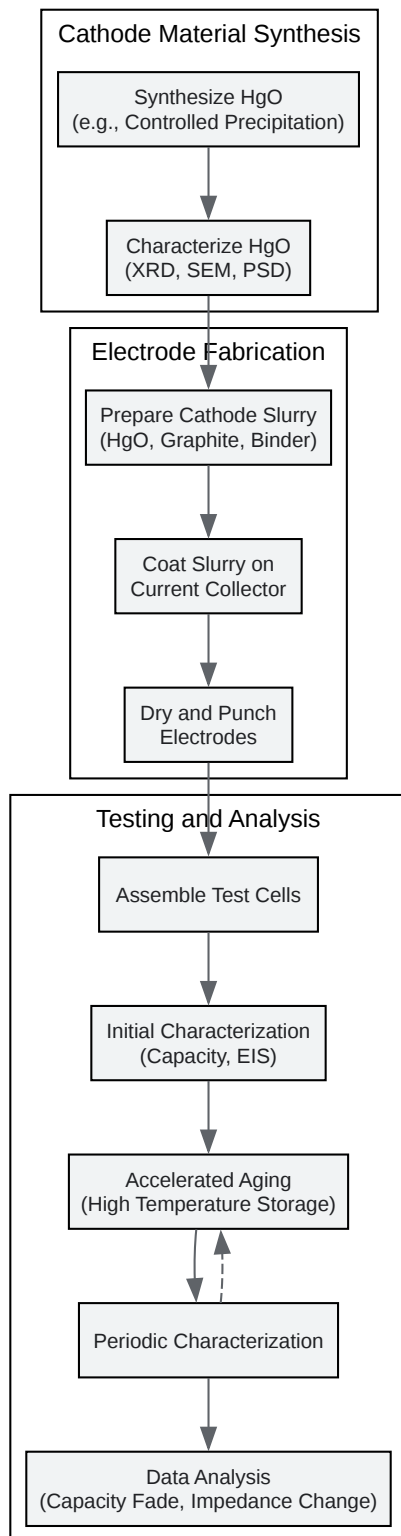 Cathode Material Synthesis
Synthesize HgO
(e.g., Controlled Precipitation)
Characterize HgO
(XRD, SEM, PSD)
Electrode Fabrication
Prepare Cathode Slurry
(HgO, Graphite, Binder)
Coat Slurry on
Current Collector
Dry and Punch
Electrodes
Testing and Analysis
Assemble Test Cells
Initial Characterization
(Capacity, EIS)
Accelerated Aging
(High Temperature Storage)
Periodic Characterization
Data Analysis
(Capacity Fade, Impedance Change)